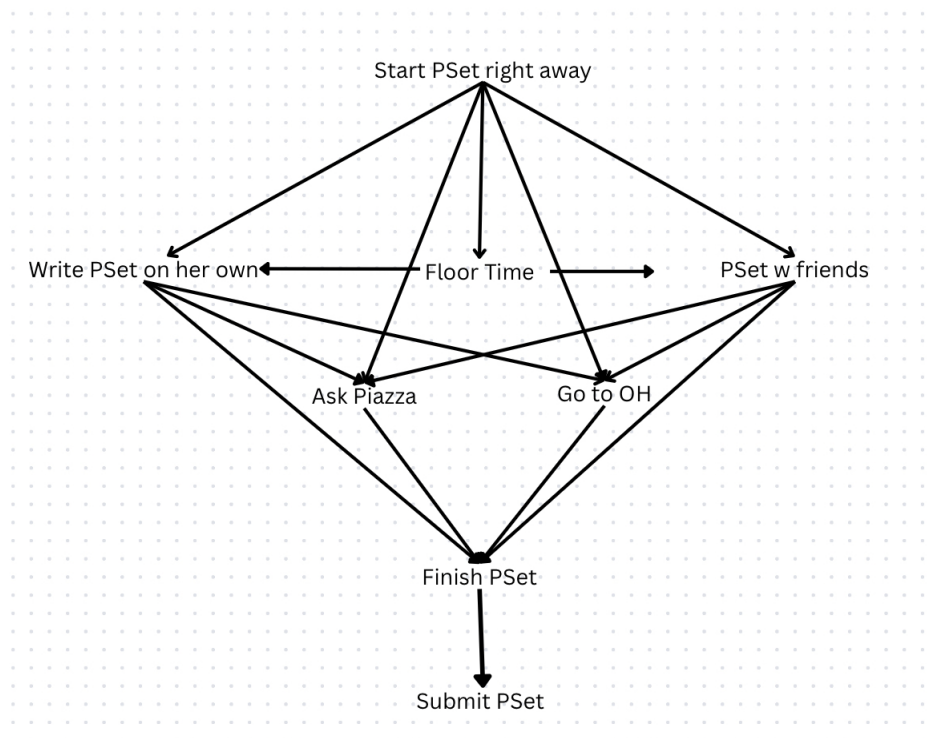 Start PSet right away
Write PSet on her own
Floor Time
PSet w friends
Ask Piazza
Go to OH
Finish PSet
Submit PSet